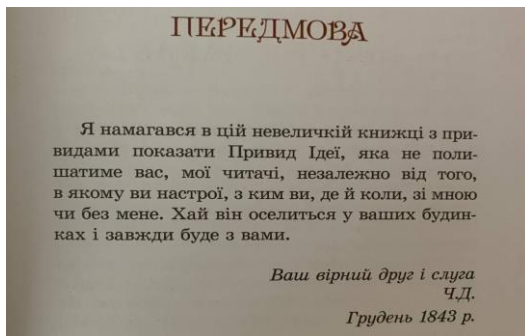 ПЕРЕДМОВА
Я намагався в цій невеличкій книжці з при-
видами показати Привид Ідеї, яка не поли-
шатиме вас, мої читачі, незалежно від того,
в якому ви настрої, з ким ви, де й коли, зі мною
чи без мене. Хай він оселиться у ваших будин-
ках і завжди буде з вами.
Ваш вірний друг і слуга
Ч.Д.
Грудень 1843 р.